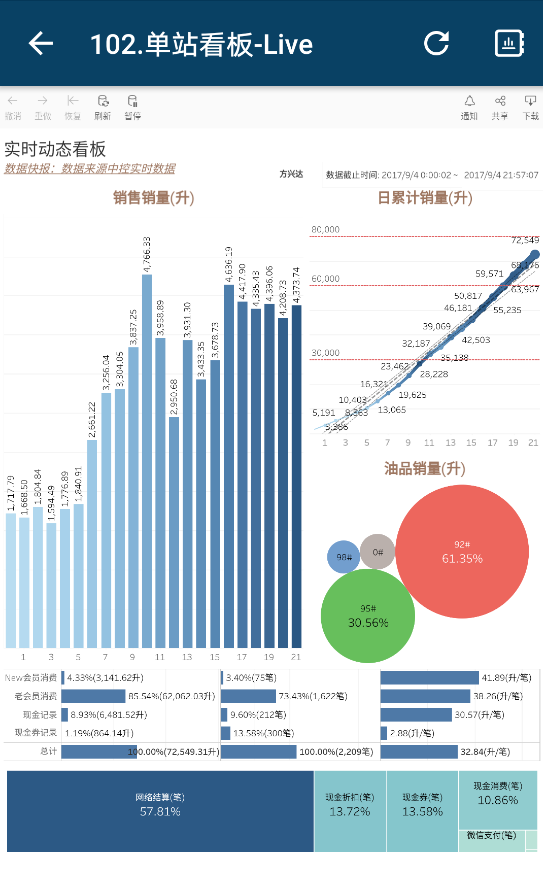 102.单站看板-Live
撤消 重做 恢复 刷新 暂停 通知 共享 下载
实时动态看板
数据快报：数据来源中控实时数据
方兴达 数据截止时间: 2017/9/4 0:00:02 ~ 2017/9/4 21:57:07
销售销量(升)
1,717.79
1,668.50
1,804.84
1,594.49
1,776.89
1,840.91
2,661.22
3,256.04
3,304.05
3,837.25
4,766.33
3,958.89
2,950.68
3,931.30
3,433.35
3,678.73
4,636.19
4,417.90
4,335.43
4,396.06
4,208.73
4,373.74
1 3 5 7 9 11 13 15 17 19 21
日累计销量(升)
80,000
72,549
69,176
60,000
59,571
63,967
50,817
46,181
55,235
39,069
42,503
32,187
30,000
35,138
23,462
28,228
16,321
19,625
10,403
13,065
5,191 8,363
1 3 5 7 9 11 13 15 17 19 21
油品销量(升)
92#
61.35%
98#
0#
95#
30.56%
New会员消费 4.33%(3,141.62升) 3.40%(75笔) 41.89(升/笔)
老会员消费 85.54%(62,062.03升) 73.43%(1,622笔) 38.26(升/笔)
现金记录 8.93%(6,481.52升) 9.60%(212笔) 30.57(升/笔)
现金券记录 1.19%(864.14升) 13.58%(300笔) 2.88(升/笔)
总计 100.00%(72,549.31升) 100.00%(2,209笔) 32.84(升/笔)
网络结算(笔)
57.81%
现金折扣(笔)
13.72%
现金券(笔)
13.58%
现金消费(笔)
10.86%
微信支付(笔)